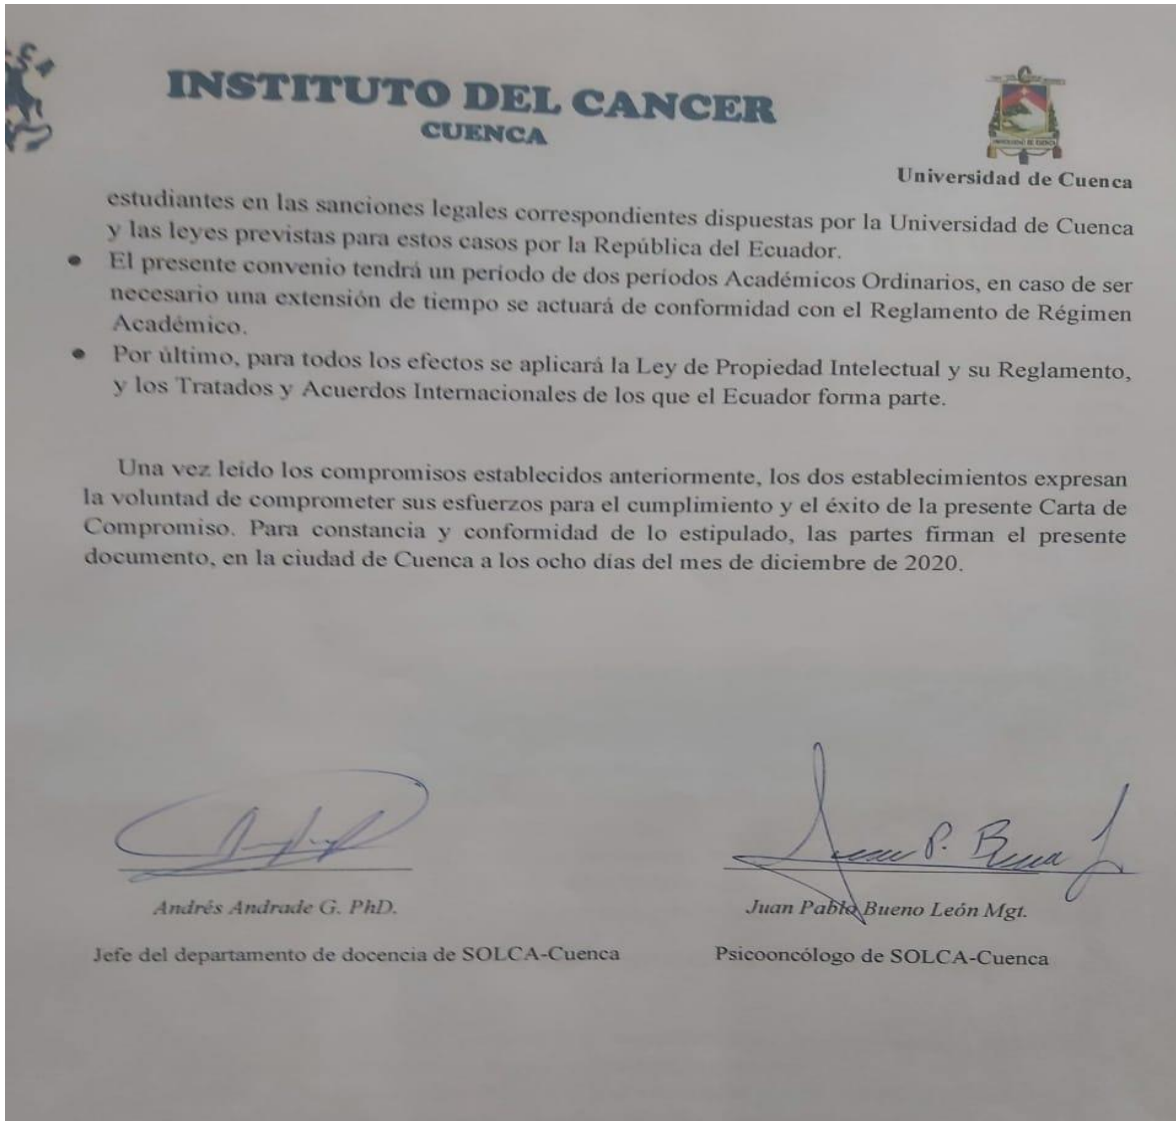 INSTITUTO DEL CANCER
CUENCA
Universidad de Cuenca
estudiantes en las sanciones legales correspondientes dispuestas por la Universidad de Cuenca
y las leyes previstas para estos casos por la República del Ecuador.
• El presente convenio tendrá un período de dos períodos Académicos Ordinarios, en caso de ser
necesario una extensión de tiempo se actuará de conformidad con el Reglamento de Régimen
Académico.
• Por último, para todos los efectos se aplicará la Ley de Propiedad Intelectual y su Reglamento,
y los Tratados y Acuerdos Internacionales de los que el Ecuador forma parte.
Una vez leído los compromisos establecidos anteriormente, los dos establecimientos expresan
la voluntad de comprometer sus esfuerzos para el cumplimiento y el éxito de la presente Carta de
Compromiso. Para constancia y conformidad de lo estipulado, las partes firman el presente
documento, en la ciudad de Cuenca a los ocho días del mes de diciembre de 2020.
Andrés Andrade G. PhD.
Jefe del departamento de docencia de SOLCA-Cuenca
Juan Pablo Bueno León Mgt.
Psicooncólogo de SOLCA-Cuenca